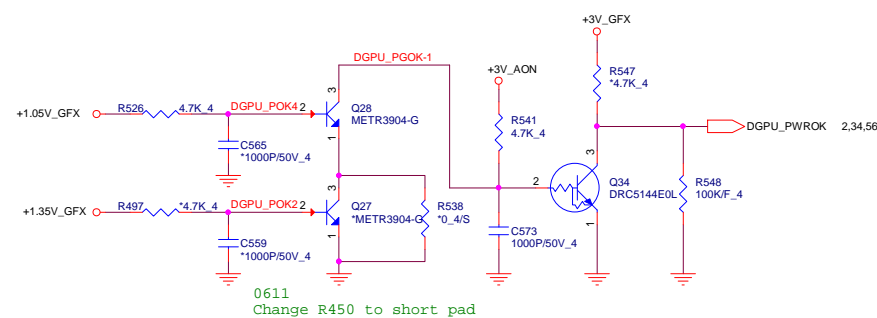 +3V_GFX
DGPU_PGOK-1
+3V_AON
R547
*4.7K_4
+1.05V_GFX
R526
4.7K_4
DGPU_POK4
2
3
1
Q28
METR3904-G
R541
4.7K_4
DGPU_PWROK
2,34,56
C565
*1000P/50V_4
2
3
1
Q34
DRC5144E0L
R548
100K/F_4
+1.35V_GFX
R497
*4.7K_4
DGPU_POK2
2
3
1
Q27
*METR3904-G
R538
*0_4/S
C573
1000P/50V_4
C559
*1000P/50V_4
0611
Change R450 to short pad